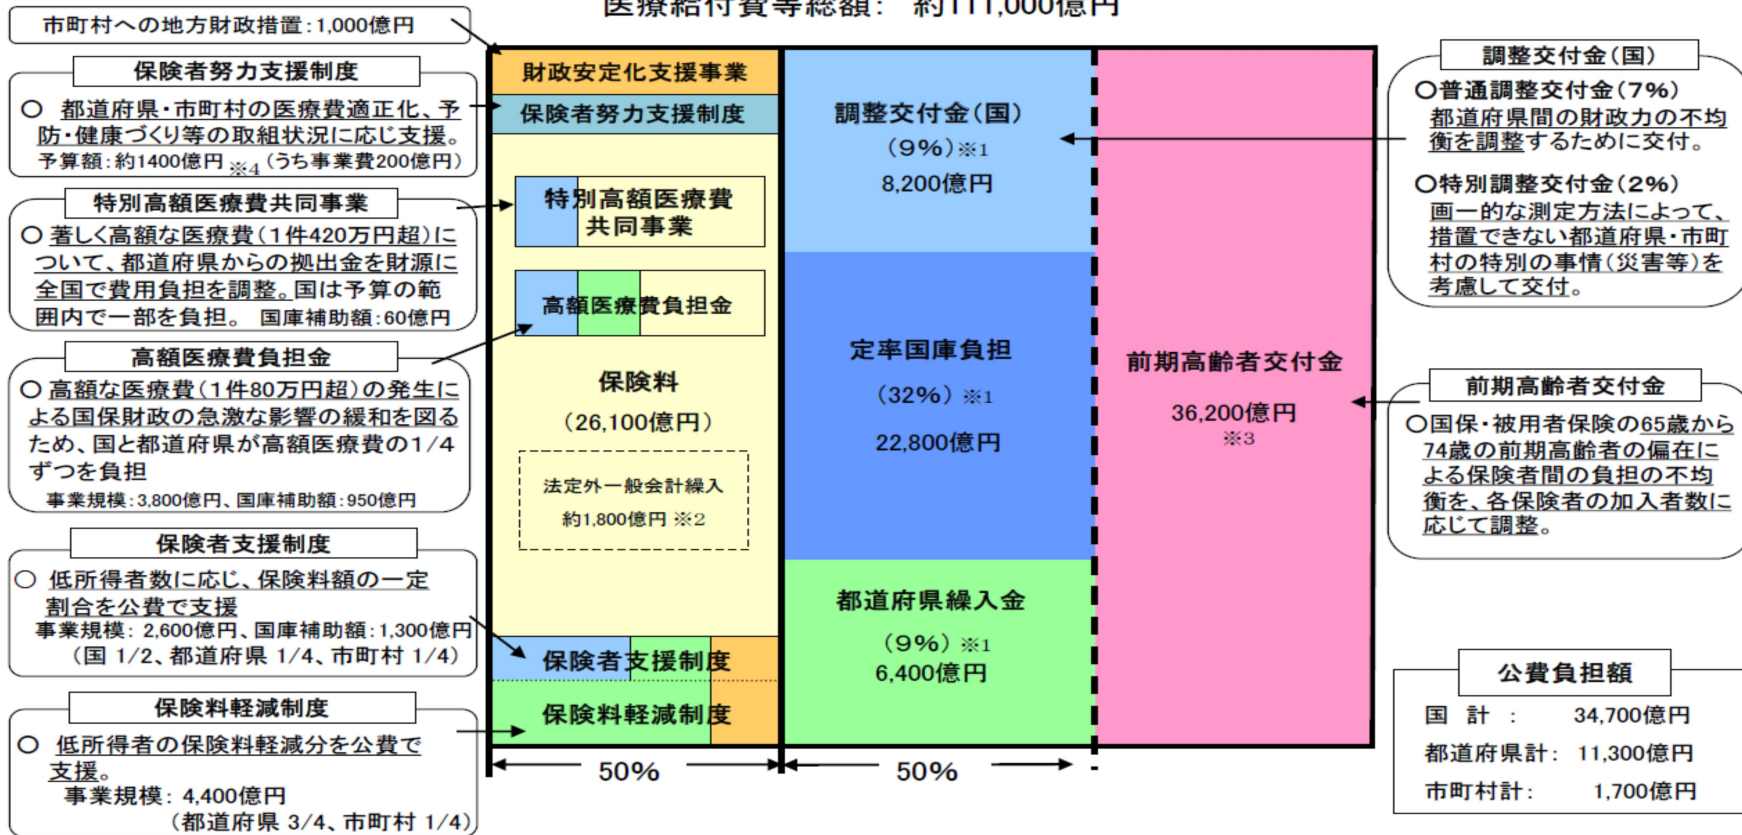 医療給付費等総額： 約111,000億円
市町村への地方財政措置：1,000億円
保険者努力支援制度
○ 都道府県・市町村の医療費適正化、予
防・健康づくり等の取組状況に応じ支援。
予算額：約1400億円 ※4 （うち事業費200億円）
特別高額医療費共同事業
○ 著しく高額な医療費（1件420万円超）に
ついて、都道府県からの拠出金を財源に
全国で費用負担を調整。国は予算の範
囲内で一部を負担。 国庫補助額：60億円
高額医療費負担金
○ 高額な医療費（1件80万円超）の発生に
よる国保財政の急激な影響の緩和を図る
ため、国と都道府県が高額医療費の1/4
ずつを負担
事業規模：3,800億円、国庫補助額：950億円
保険者支援制度
○ 低所得者数に応じ、保険料額の一定
割合を公費で支援
事業規模： 2,600億円、国庫補助額：1,300億円
（国 1/2、都道府県 1/4、市町村 1/4）
保険料軽減制度
○ 低所得者の保険料軽減分を公費で
支援。
事業規模： 4,400億円
（都道府県 3/4、市町村 1/4）
財政安定化支援事業
保険者努力支援制度
特別高額医療費
共同事業
高額医療費負担金
保険料
（26,100億円）
法定外一般会計繰入
約1,800億円 ※2
保険者支援制度
保険料軽減制度
50%
調整交付金（国）
（9%）※1
8,200億円
定率国庫負担
（32%） ※1
22,800億円
都道府県繰入金
（9%） ※1
6,400億円
50%
前期高齢者交付金
36,200億円
※3
調整交付金（国）
○普通調整交付金（7%）
都道府県間の財政力の不均
衡を調整するために交付。
○特別調整交付金（2%）
画一的な測定方法によって、
措置できない都道府県・市町
村の特別の事情（災害等）を
考慮して交付。
前期高齢者交付金
○国保・被用者保険の65歳から
74歳の前期高齢者の偏在に
よる保険者間の負担の不均
衡を、各保険者の加入者数に
応じて調整。
公費負担額
国 計 ： 34,700億円
都道府県計： 11,300億円
市町村計： 1,700億円